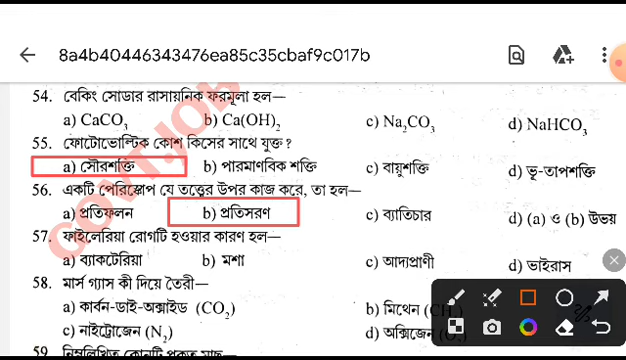 8a4b40446343476ea85c35cbaf9c017b
54. বেকিং সোডার রাসায়নিক ফরমূলা হল—
a) CaCO3 b) Ca(OH)2 c) Na2CO3 d) NaHCO3
55. ফোটোভোল্টিক কোশ কিসের সাথে যুক্ত ?
a) সৌরশক্তি b) পারমাণবিক শক্তি c) বায়ুশক্তি d) ভূ-তাপশক্তি
56. একটি পেরিস্কোপ যে তত্ত্বের উপর কাজ করে, তা হল—
a) প্রতিফলন b) প্রতিসরণ c) ব্যাতিচার d) (a) ও (b) উভয়
57. ফাইলেরিয়া রোগটি হওয়ার কারণ হল—
a) ব্যাকটেরিয়া b) মশা c) আদ্যপ্রাণী d) ভাইরাস
58. মার্স গ্যাস কী দিয়ে তৈরী—
a) কার্বন-ডাই-অক্সাইড (CO2) b) মিথেন
c) নাইট্রোজেন (N2) d) অক্সিজেন
GOVTJOB